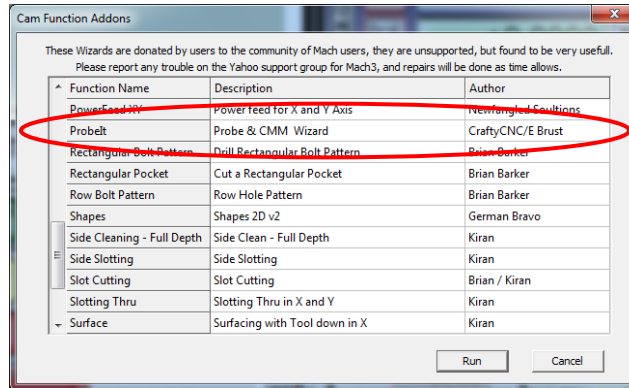 Cam Function Addons
These Wizards are donated by users to the community of Mach users, they are unsupported, but found to be very usefull.
Please report any trouble on the Yahoo support group for Mach3, and repairs will be done as time allows.
Function Name Description Author
PowerFeed XY Power feed for X and Y Axis Newfangled Soultions
ProbeIt Probe & CMM Wizard CraftyCNC/E Brust
Rectangular Bolt Pattern Drill Rectangular Bolt Pattern Brian Barker
Rectangular Pocket Cut a Rectangular Pocket Brian Barker
Row Bolt Pattern Row Hole Pattern Brian Barker
Shapes Shapes 2D v2 German Bravo
Side Cleaning - Full Depth Side Clean - Full Depth Kiran
Side Slotting Side Slotting Kiran
Slot Cutting Slot Cutting Brian / Kiran
Slotting Thru Slotting Thru in X and Y Kiran
Surface Surfacing with Tool down in X Kiran
Run Cancel